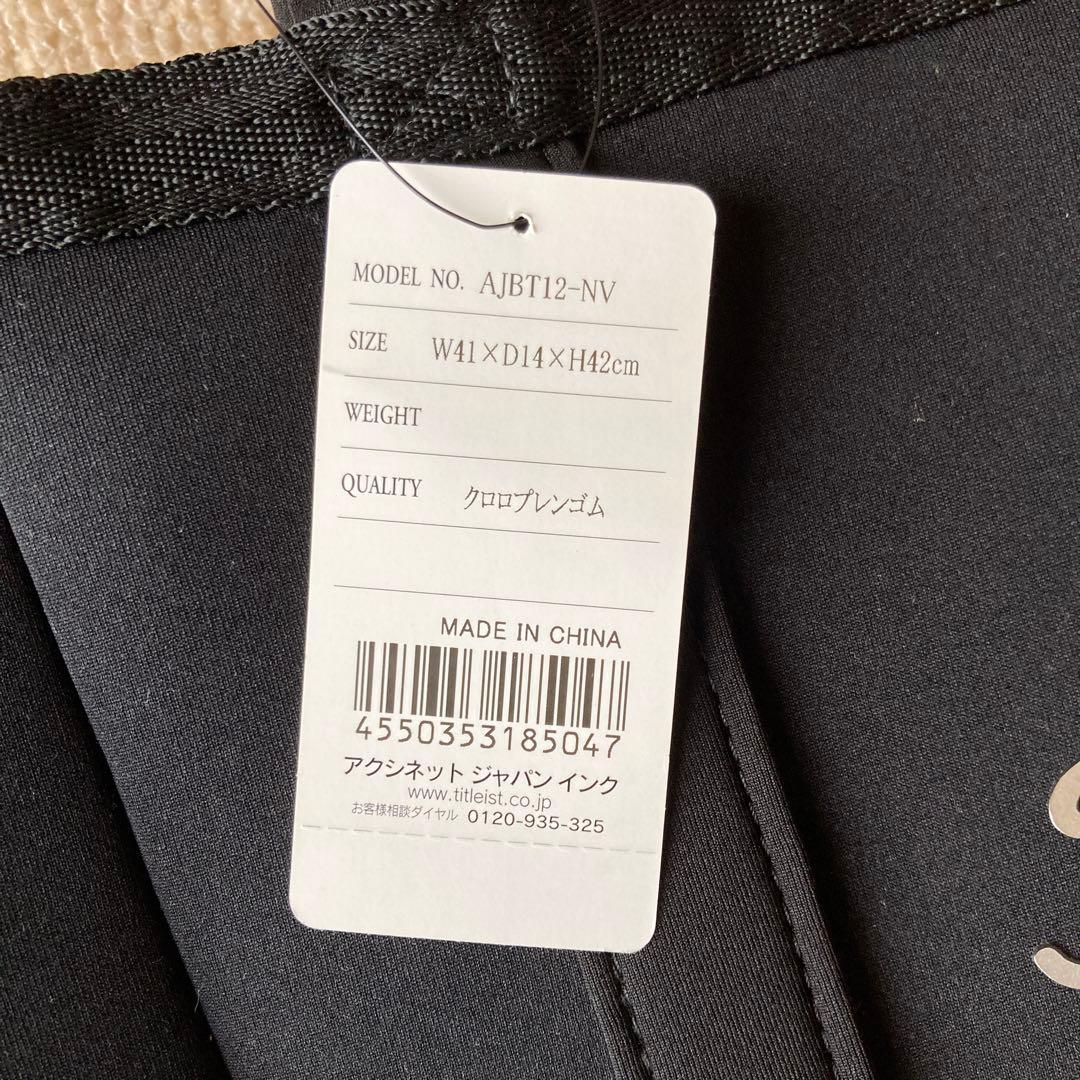 MODEL NO. AJBT12-NV
SIZE W41×D14×H42cm
WEIGHT
QUALITY クロロプレンゴム
MADE IN CHINA
4550353185047
アクシネット ジャパン インク
www.titleist.co.jp
お客様相談ダイヤル 0120-935-325